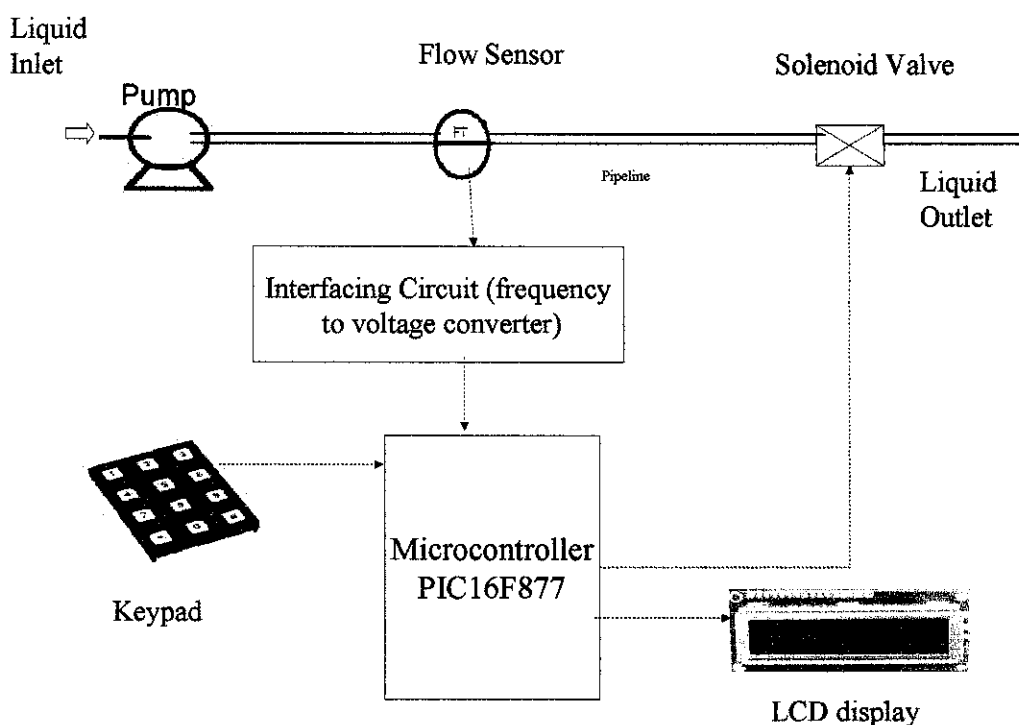 Liquid
Inlet
Flow Sensor
Solenoid Valve
Pump
FT
Pipeline
Liquid
Outlet
Interfacing Circuit (frequency
to voltage converter)
Microcontroller
PIC16F877
Keypad
LCD display